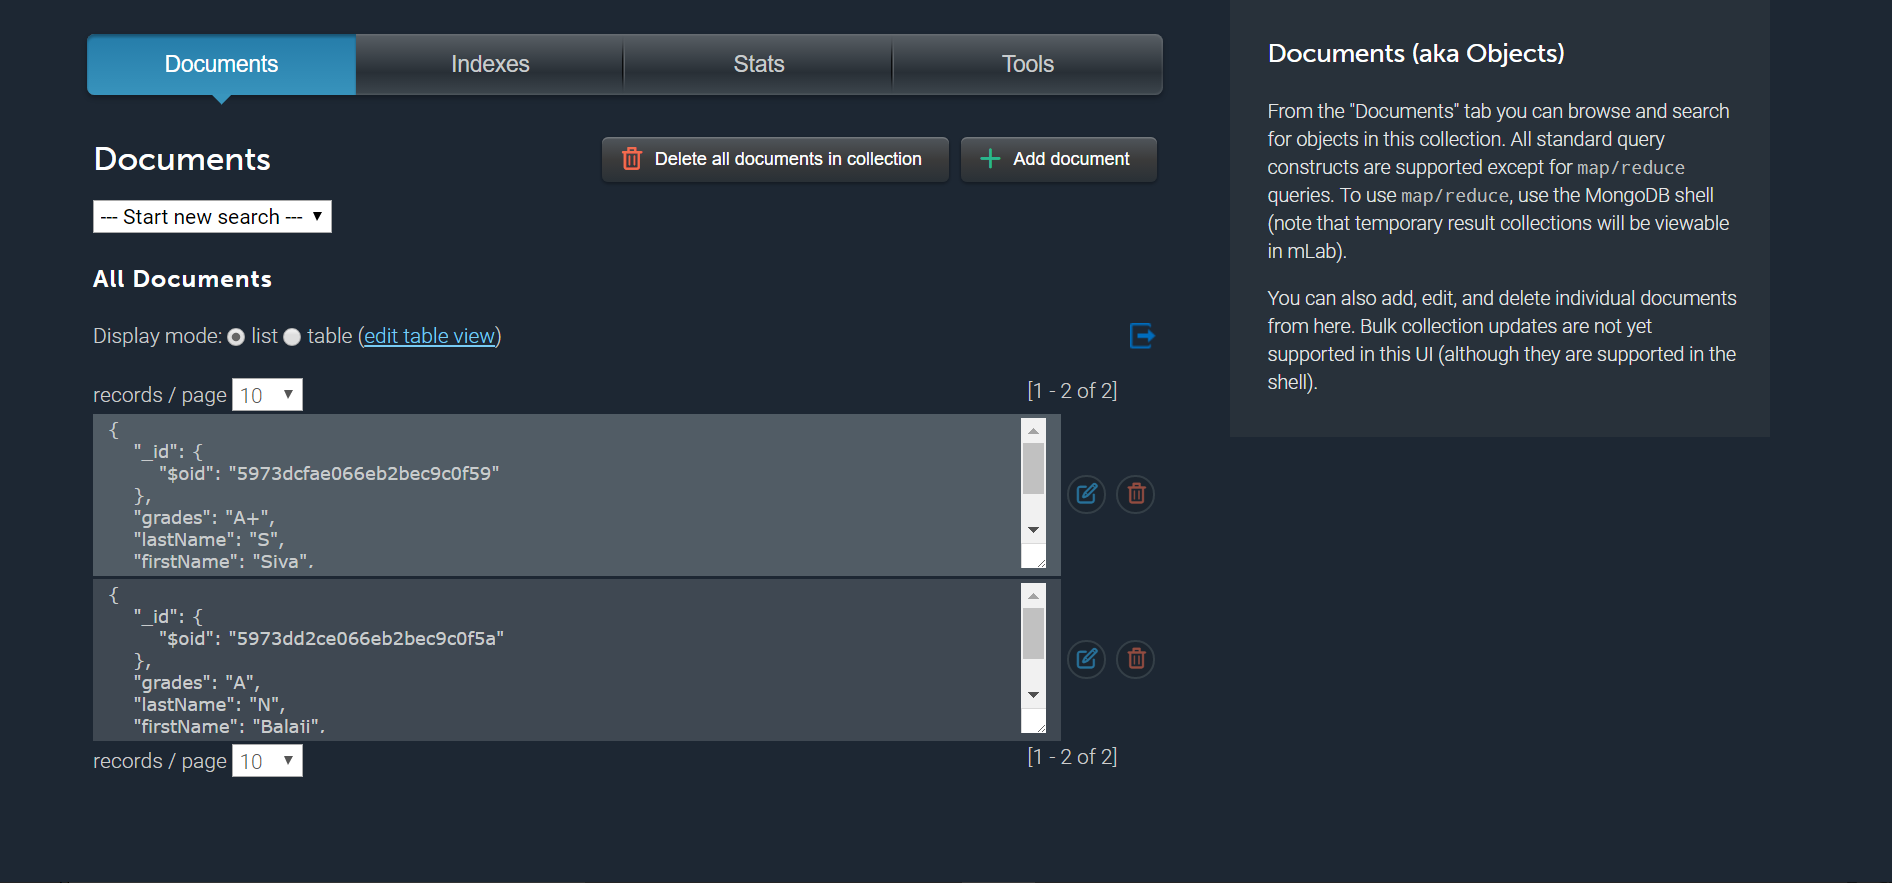 Documents
Indexes
Stats
Tools
Documents
Delete all documents in collection
Add document
--- Start new search ---
All Documents
Display mode: list table (edit table view)
records / page 10
[1 - 2 of 2]
{
"_id": {
"$oid": "5973dcfae066eb2bec9c0f59"
},
"grades": "A+",
"lastName": "S",
"firstName": "Siva",
{
"_id": {
"$oid": "5973dd2ce066eb2bec9c0f5a"
},
"grades": "A",
"lastName": "N",
"firstName": "Balaji",
records / page 10
[1 - 2 of 2]
Documents (aka Objects)
From the "Documents" tab you can browse and search
for objects in this collection. All standard query
constructs are supported except for map/reduce
queries. To use map/reduce, use the MongoDB shell
(note that temporary result collections will be viewable
in mLab).
You can also add, edit, and delete individual documents
from here. Bulk collection updates are not yet
supported in this UI (although they are supported in the
shell).